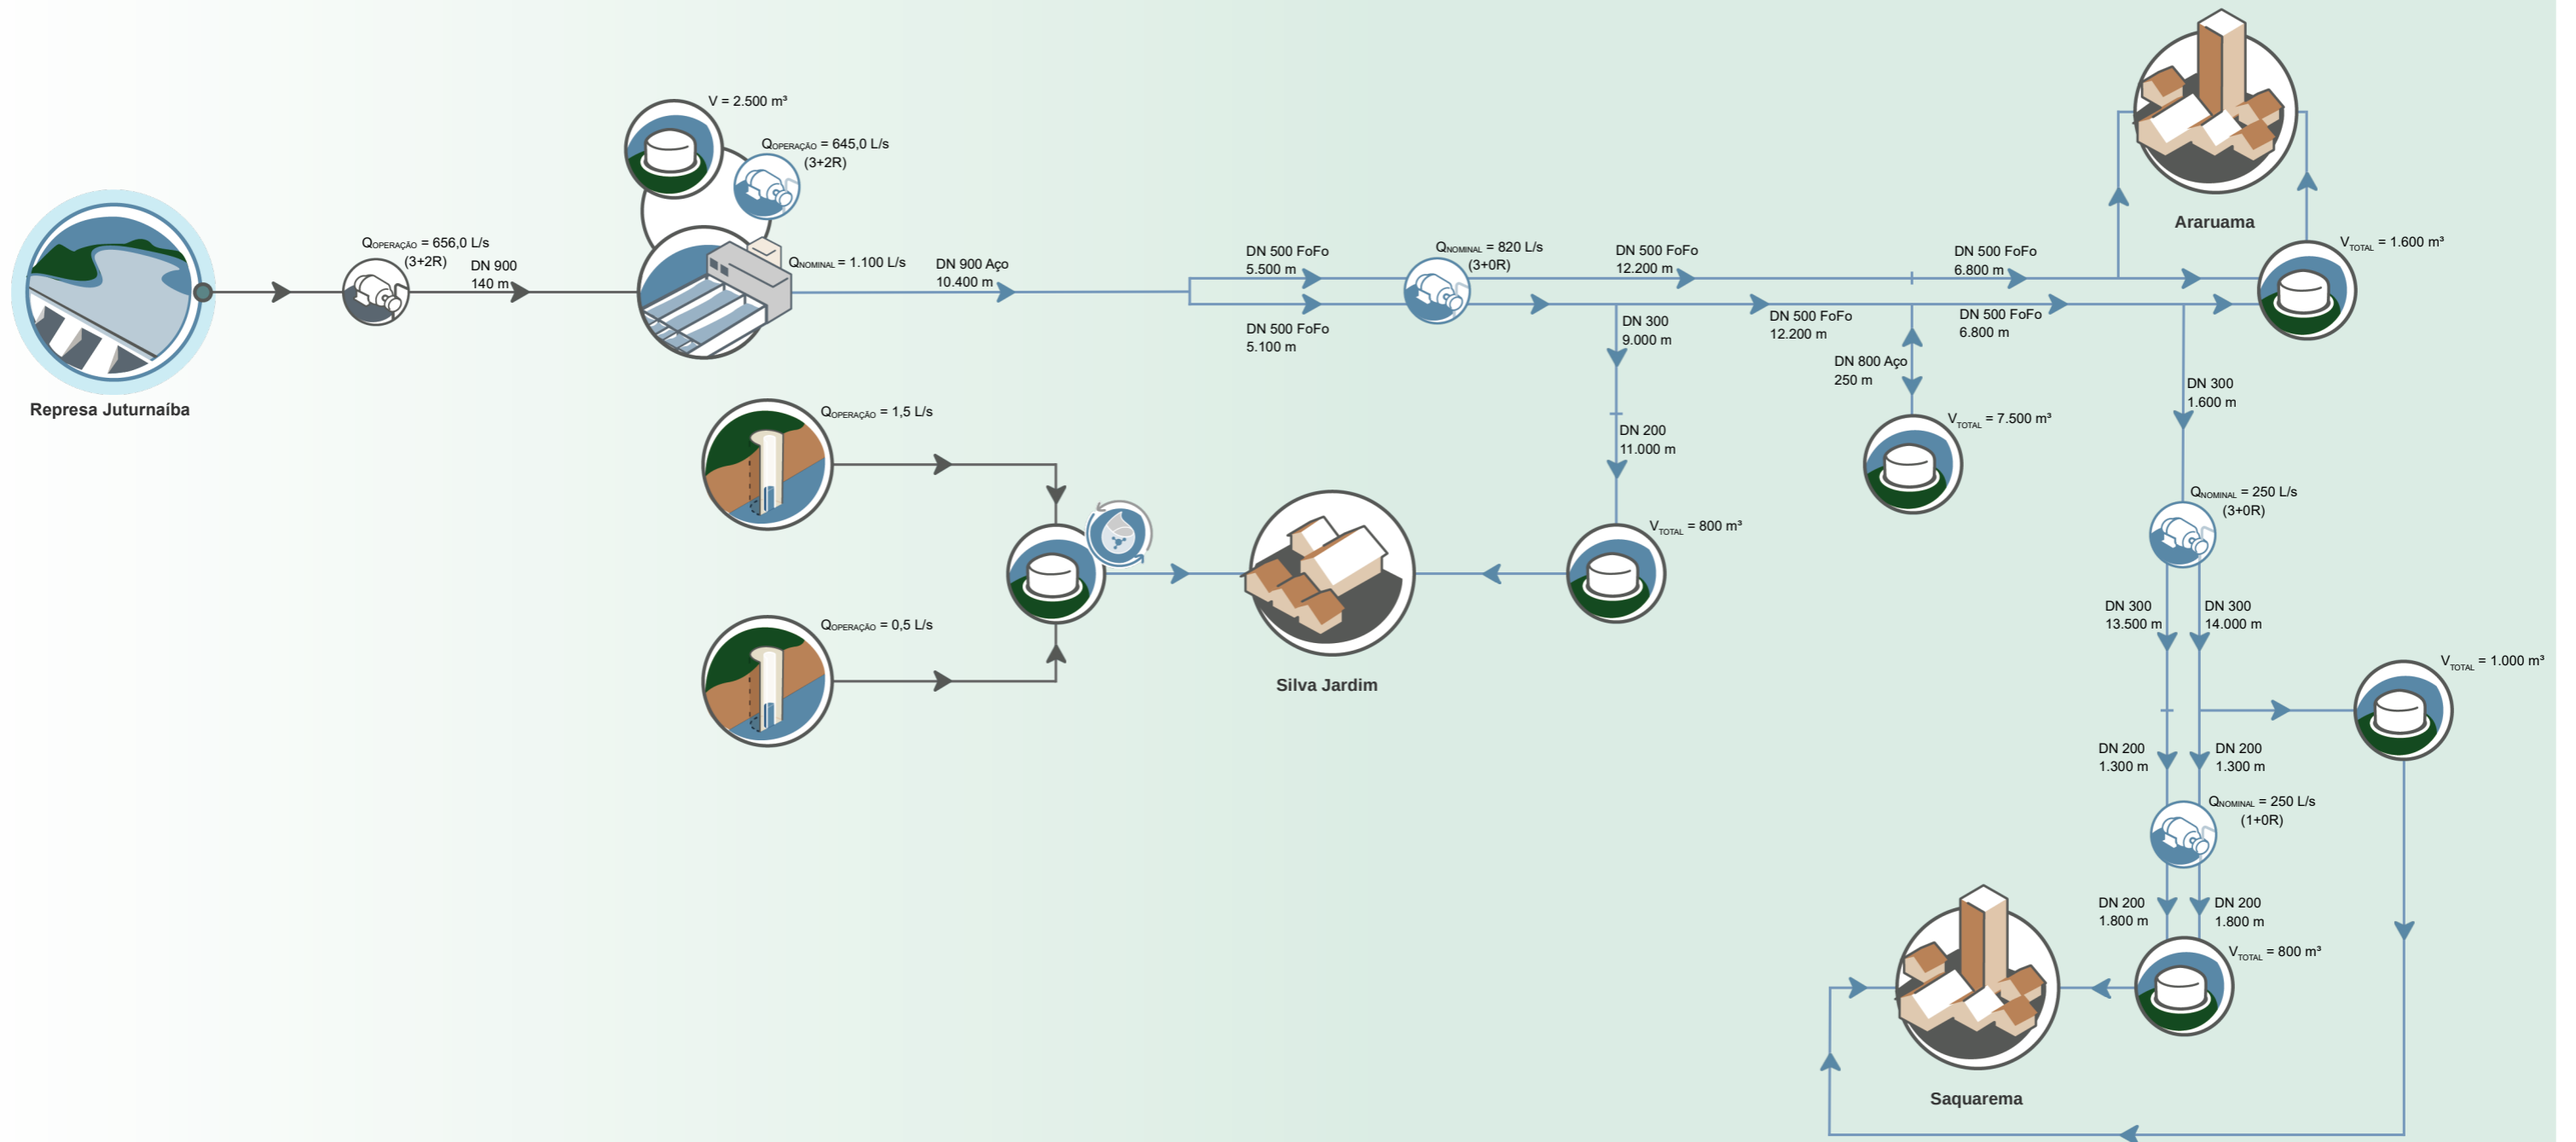 V = 2.500 m³
QOPERAÇÃO = 645,0 L/s
(3+2R)
QOPERAÇÃO = 656,0 L/s
(3+2R)
DN 900
140 m
QNOMINAL = 1.100 L/s
DN 900 Aço
10.400 m
Represa Juturnaíba
DN 500 FoFo
5.500 m
DN 500 FoFo
5.100 m
QNOMINAL = 820 L/s
(3+0R)
DN 500 FoFo
12.200 m
DN 300
9.000 m
DN 500 FoFo
12.200 m
DN 500 FoFo
6.800 m
DN 500 FoFo
6.800 m
Araruama
VTOTAL = 1.600 m³
DN 800 Aço
250 m
VTOTAL = 7.500 m³
DN 200
11.000 m
VTOTAL = 800 m³
QOPERAÇÃO = 1,5 L/s
QOPERAÇÃO = 0,5 L/s
Silva Jardim
DN 300
1.600 m
QNOMINAL = 250 L/s
(3+0R)
DN 300
13.500 m
DN 300
14.000 m
VTOTAL = 1.000 m³
DN 200
1.300 m
DN 200
1.300 m
QNOMINAL = 250 L/s
(1+0R)
DN 200
1.800 m
DN 200
1.800 m
VTOTAL = 800 m³
Saquarema